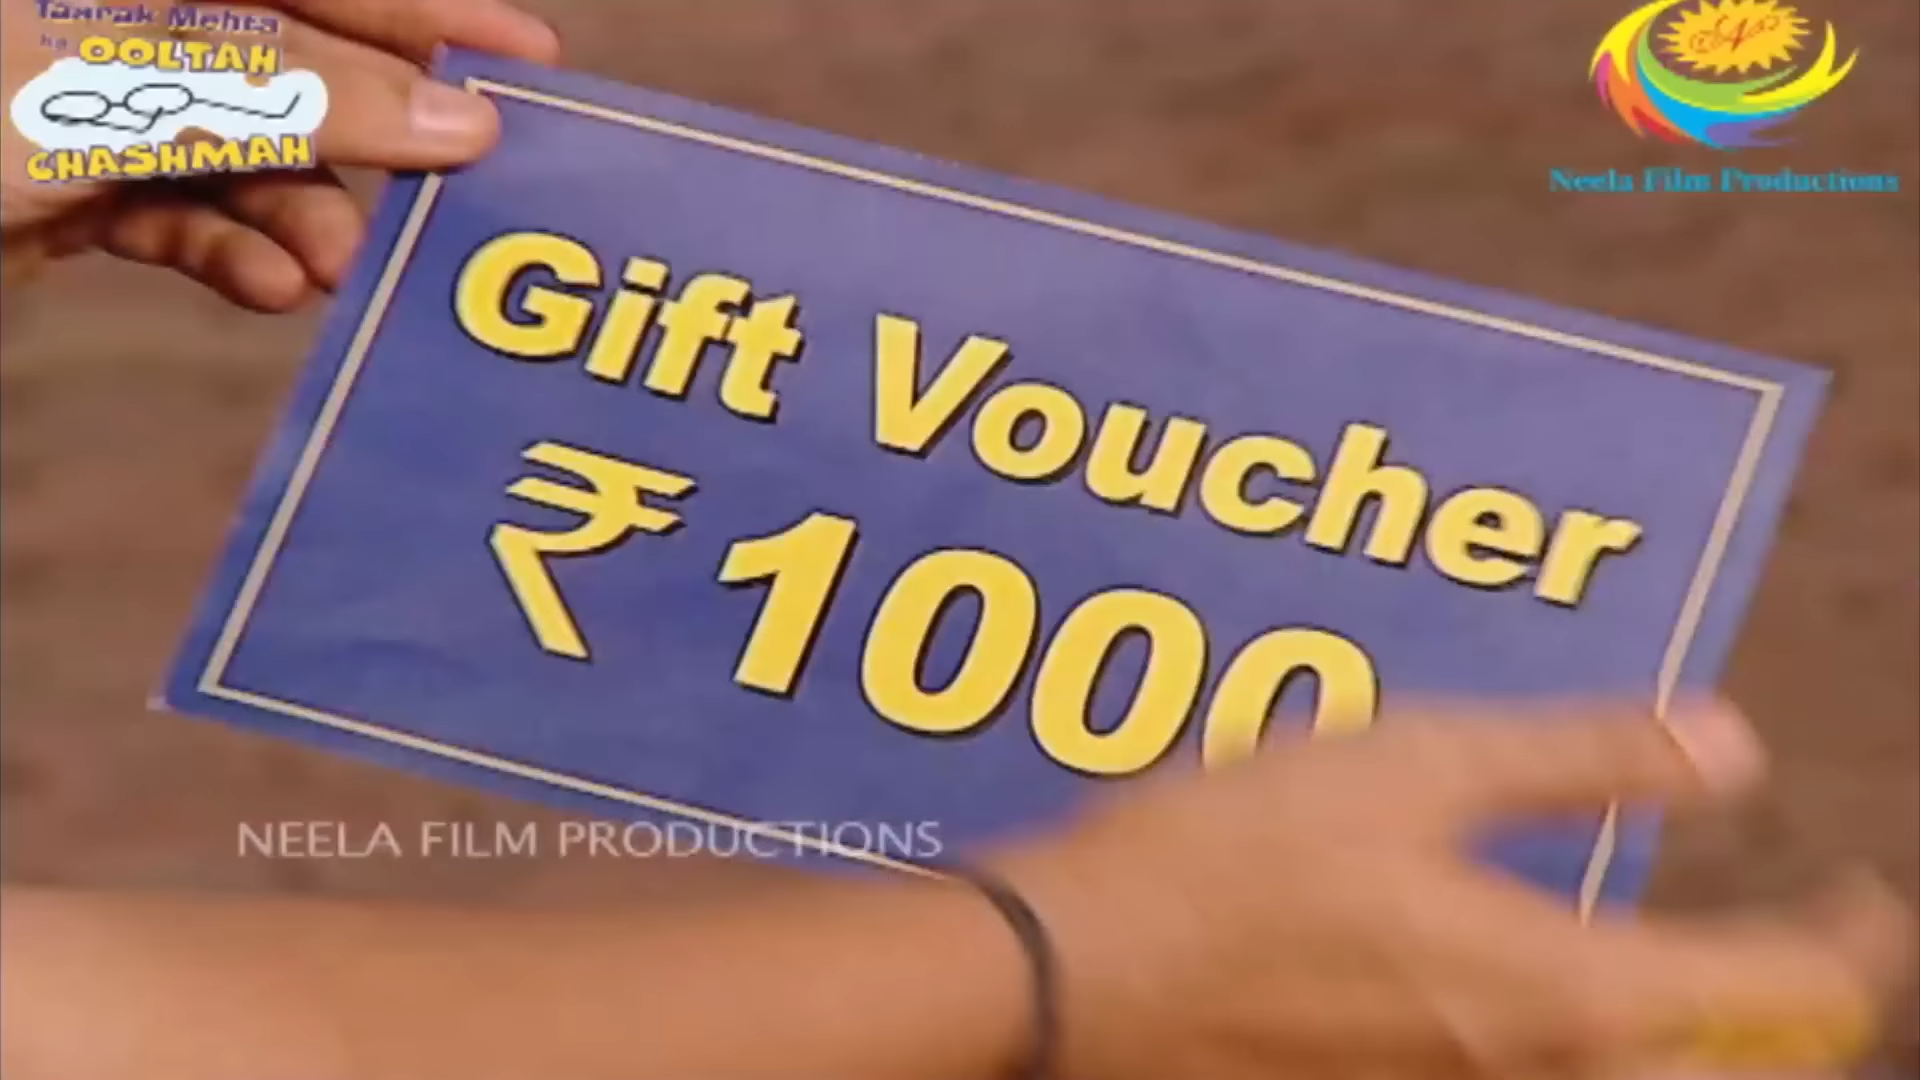 Taarak Mehta
ka OOLTAH
CHASHMAH
Neela Film Productions
Gift Voucher
₹ 1000
NEELA FILM PRODUCTIONS